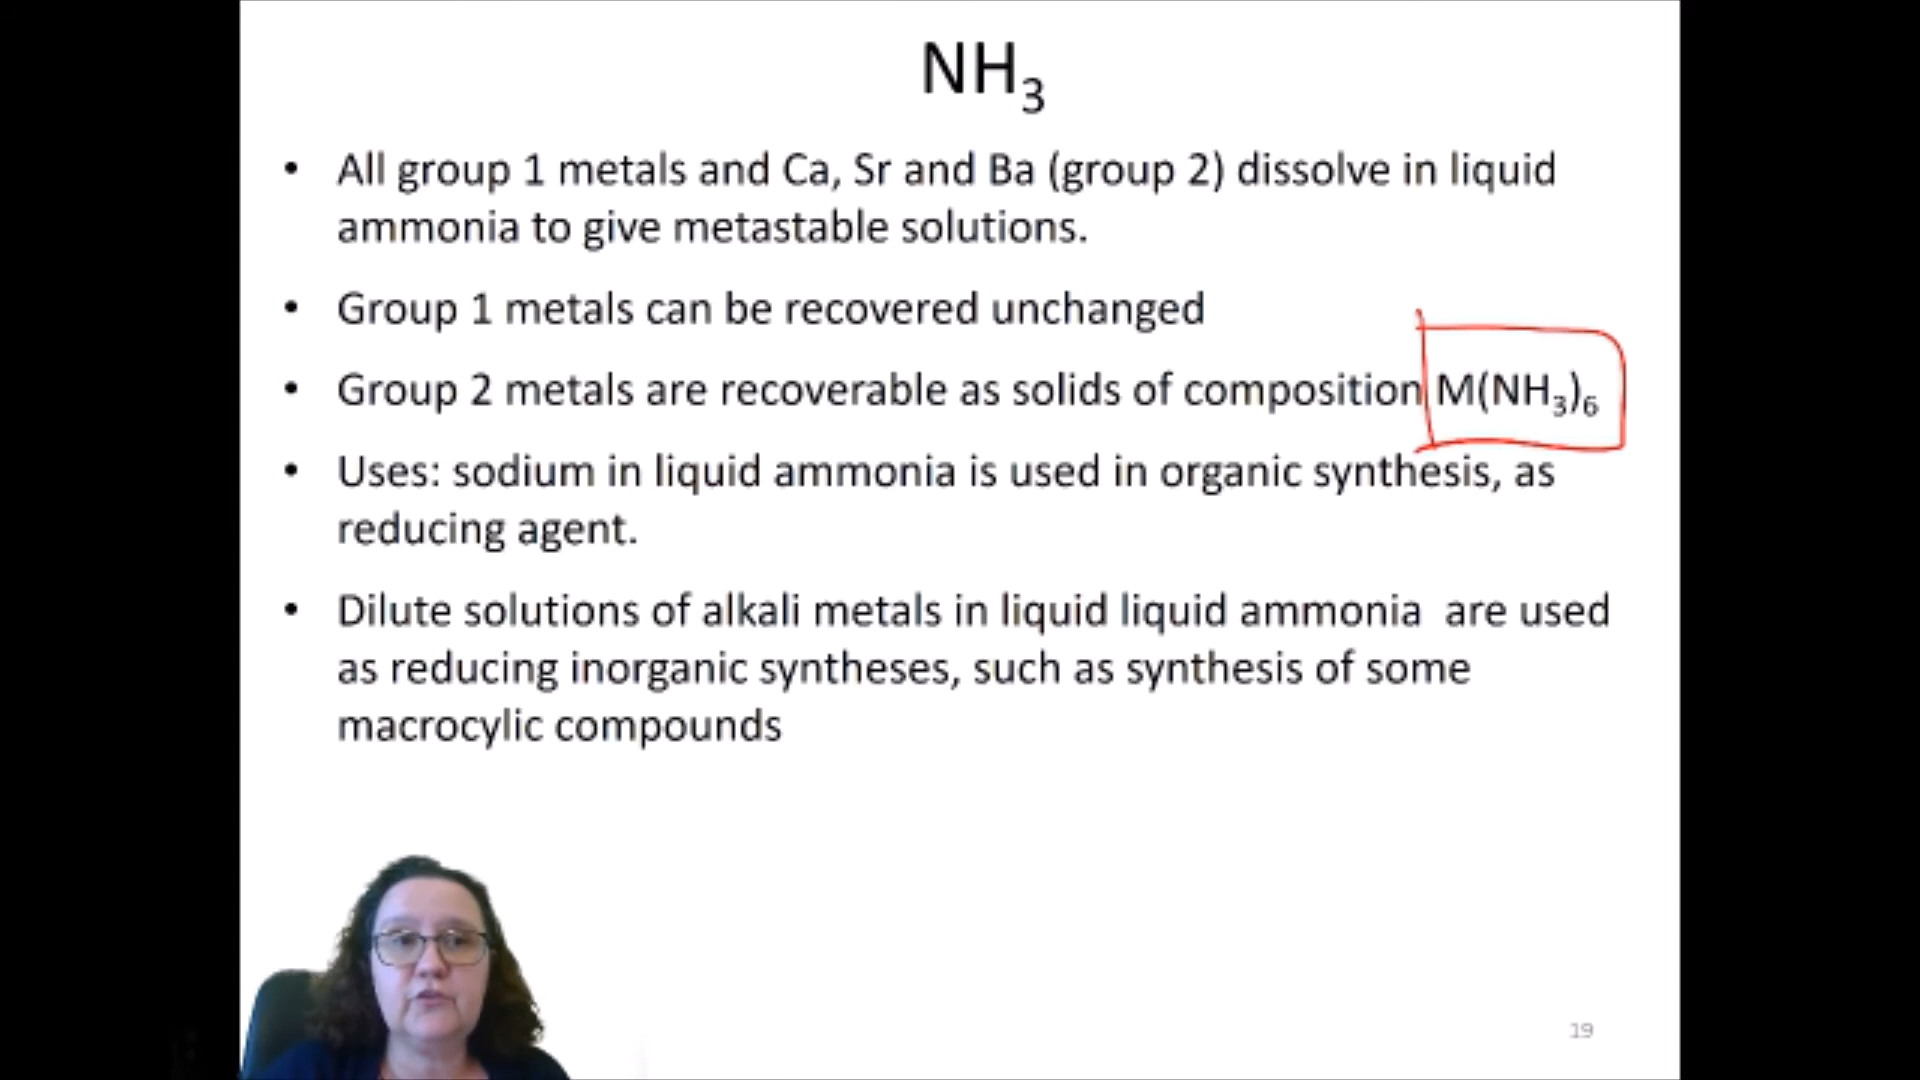 NH₃
• All group 1 metals and Ca, Sr and Ba (group 2) dissolve in liquid
ammonia to give metastable solutions.
• Group 1 metals can be recovered unchanged
• Group 2 metals are recoverable as solids of composition M(NH₃)₆
• Uses: sodium in liquid ammonia is used in organic synthesis, as
reducing agent.
• Dilute solutions of alkali metals in liquid liquid ammonia are used
as reducing inorganic syntheses, such as synthesis of some
macrocylic compounds
19